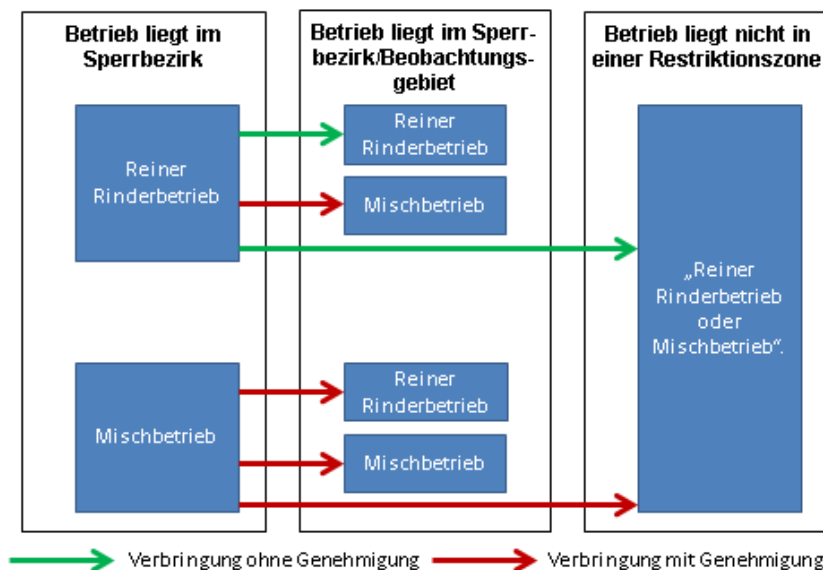 Betrieb liegt im
Sperrbezirk
Betrieb liegt im Sperr-
bezirk/Beobachtungs-
gebiet
Betrieb liegt nicht in
einer Restriktionszone
Reiner
Rinderbetrieb
Reiner
Rinderbetrieb
Mischbetrieb
„Reiner
Rinderbetrieb
oder
Mischbetrieb“.
Mischbetrieb
Reiner
Rinderbetrieb
Mischbetrieb
Verbringung ohne Genehmigung
Verbringung mit Genehmigung